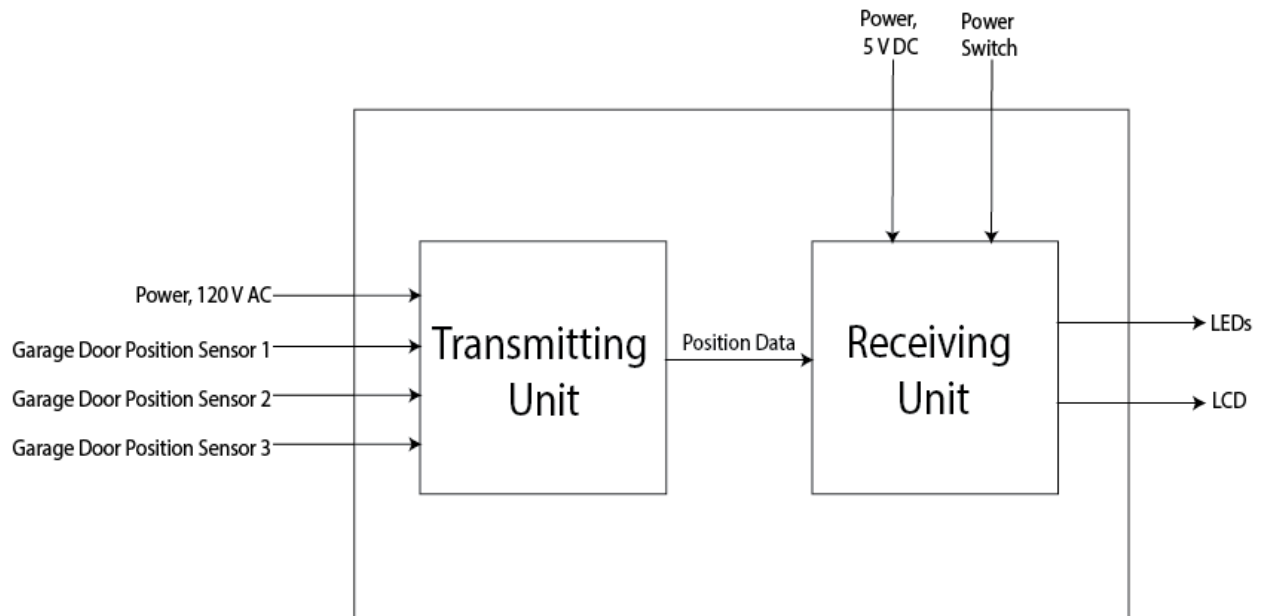 Power,
5 V DC
Power
Switch
Power, 120 V AC
Garage Door Position Sensor 1
Garage Door Position Sensor 2
Garage Door Position Sensor 3
Transmitting
Unit
Position Data
Receiving
Unit
LEDs
LCD